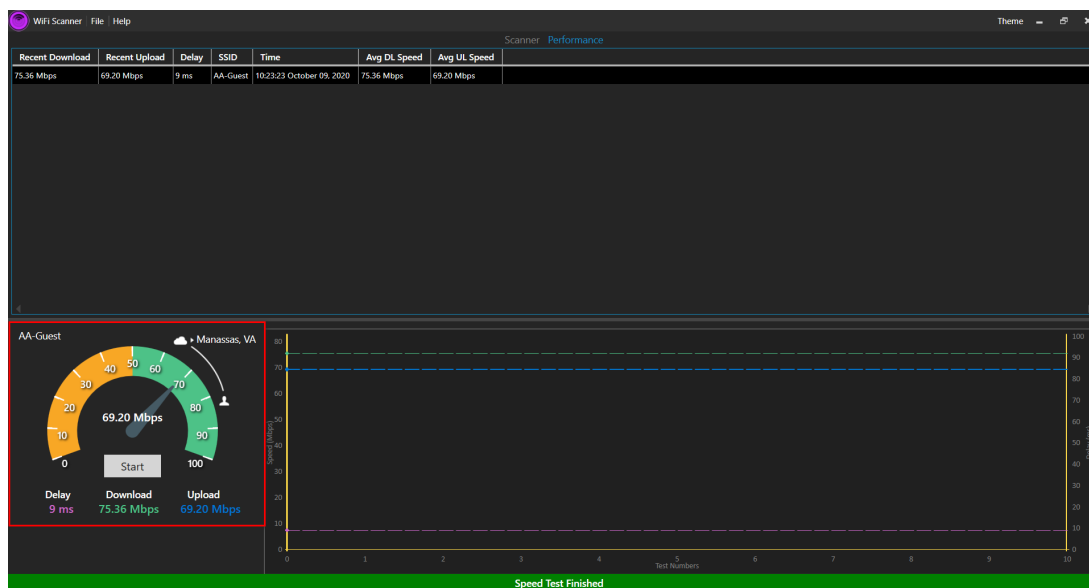 WiFi Scanner File Help Theme
Scanner Performance
Recent Download Recent Upload Delay SSID Time Avg DL Speed Avg UL Speed
75.36 Mbps 69.20 Mbps 9 ms AA-Guest 10:23:23 October 09, 2020 75.36 Mbps 69.20 Mbps
AA-Guest
Manassas, VA
0 10 20 30 40 50 60 70 80 90 100
69.20 Mbps
Start
Delay Download Upload
9 ms 75.36 Mbps 69.20 Mbps
80 70 60 50 40 30 20 10 0
Speed (Mbps)
100 90 80 70 60 50 40 30 20 10 0
0 1 2 3 4 5 6 7 8 9 10
Test Numbers
Speed Test Finished